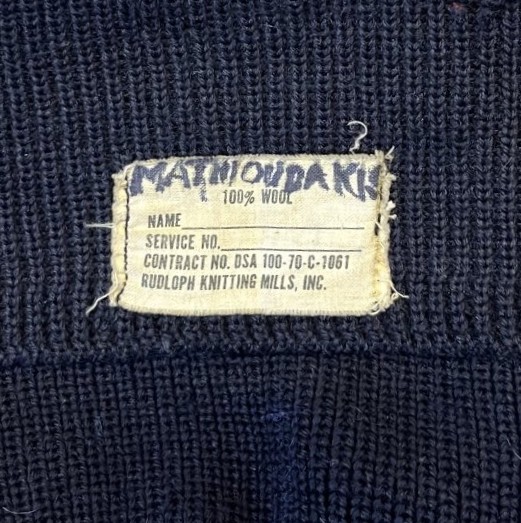 MATHIOUDAKIS
100% WOOL
NAME
SERVICE NO.
CONTRACT NO. DSA 100-70-C-1061
RUDLOPH KNITTING MILLS, INC.